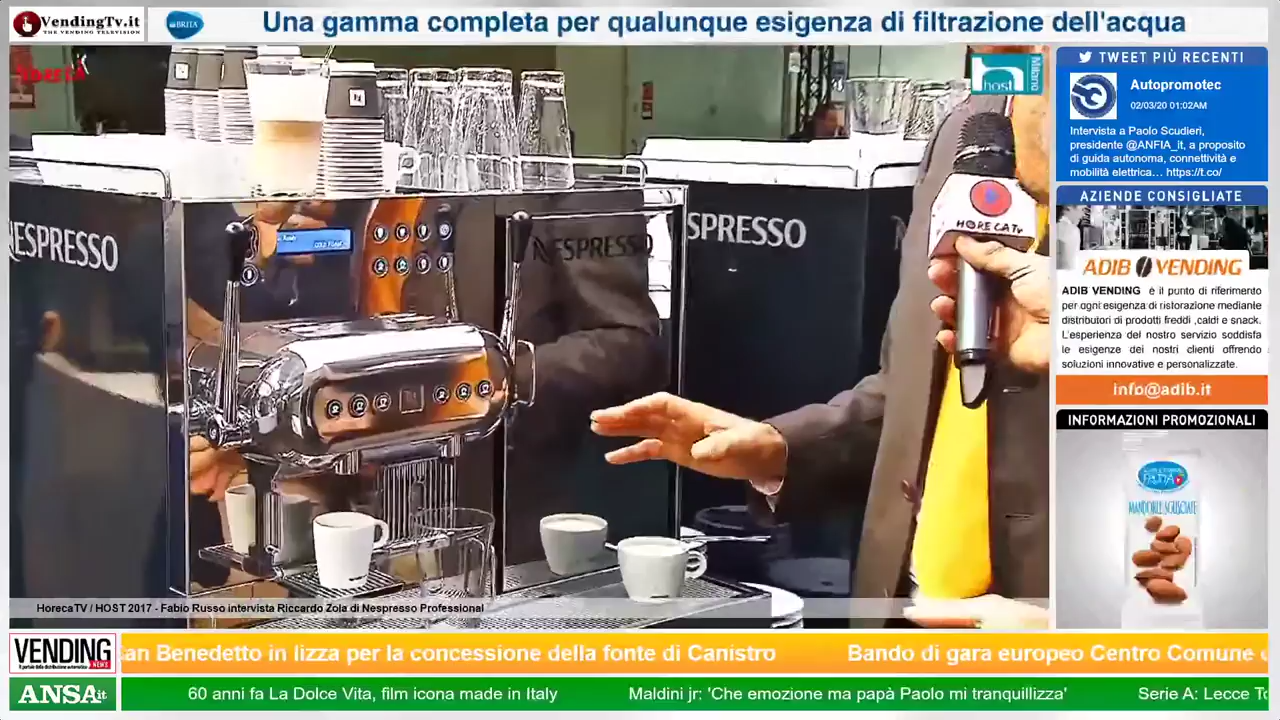 VendingTv.it
THE VENDING TELEVISION
BRITA
Una gamma completa per qualunque esigenza di filtrazione dell'acqua
host
Milano
NESPRESSO
NESPRESSO
SPRESSO
HORECATv
HorecaTV / HOST 2017 - Fabio Russo intervista Riccardo Zola di Nespresso Professional
TWEET PIÙ RECENTI
Autopromotec
02/03/20 01:02AM
Intervista a Paolo Scudieri,
presidente @ANFIA_it, a proposito
di guida autonoma, connettività e
mobilità elettrica… https://t.co/
AZIENDE CONSIGLIATE
ADIB VENDING
ADIB VENDING è il punto di riferimento
per ogni esigenza di ristorazione mediante
distributori di prodotti freddi ,caldi e snack.
L'esperienza del nostro servizio soddisfa
le esigenze dei nostri clienti offrendo
soluzioni innovative e personalizzate.
info@adib.it
INFORMAZIONI PROMOZIONALI
MANDORLE SGUSCIATE
VENDING
NEWS
San Benedetto in lizza per la concessione della fonte di Canistro
Bando di gara europeo Centro Comune
ANSA.it
60 anni fa La Dolce Vita, film icona made in Italy
Maldini jr: 'Che emozione ma papà Paolo mi tranquillizza'
Serie A: Lecce